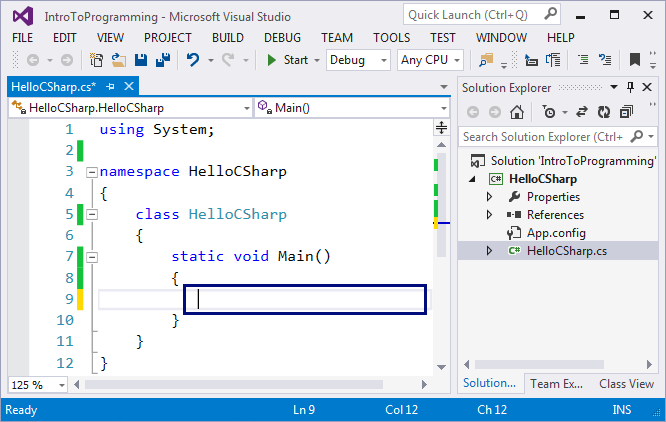 IntroToProgramming - Microsoft Visual Studio
Quick Launch (Ctrl+Q)
FILE EDIT VIEW BUILD DEBUG TEAM TOOLS TEST ARCHITECTURE
ANALYZE WINDOW HELP
Start Debug Any CPU
HelloCSharp.cs*
HelloCSharp.HelloCSharp
Main()
1 using System;
2
3 namespace HelloCSharp
4 {
5 class HelloCSharp
6 {
7 static void Main()
8 {
9
10 }
11 }
12 }
125 %
Solution Explorer
Search Solution Explorer (Ctrl+
Solution 'IntroToProgramming'
C# HelloCSharp
Properties
References
App.config
C# HelloCSharp.cs
Solution... Team Ex... Class View
Ready Ln 9 Col 12 Ch 12 INS